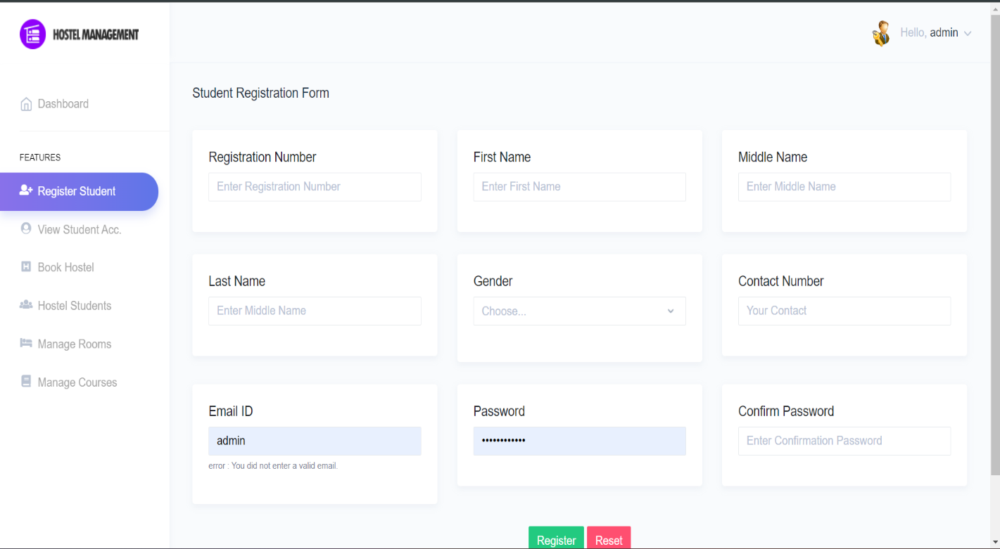 HOSTEL MANAGEMENT
Hello, admin
Dashboard
FEATURES
Register Student
View Student Acc.
Book Hostel
Hostel Students
Manage Rooms
Manage Courses
Student Registration Form
Registration Number
Enter Registration Number
First Name
Enter First Name
Middle Name
Enter Middle Name
Last Name
Enter Middle Name
Gender
Choose...
Contact Number
Your Contact
Email ID
admin
error : You did not enter a valid email.
Password
••••••••••••
Confirm Password
Enter Confirmation Password
Register
Reset